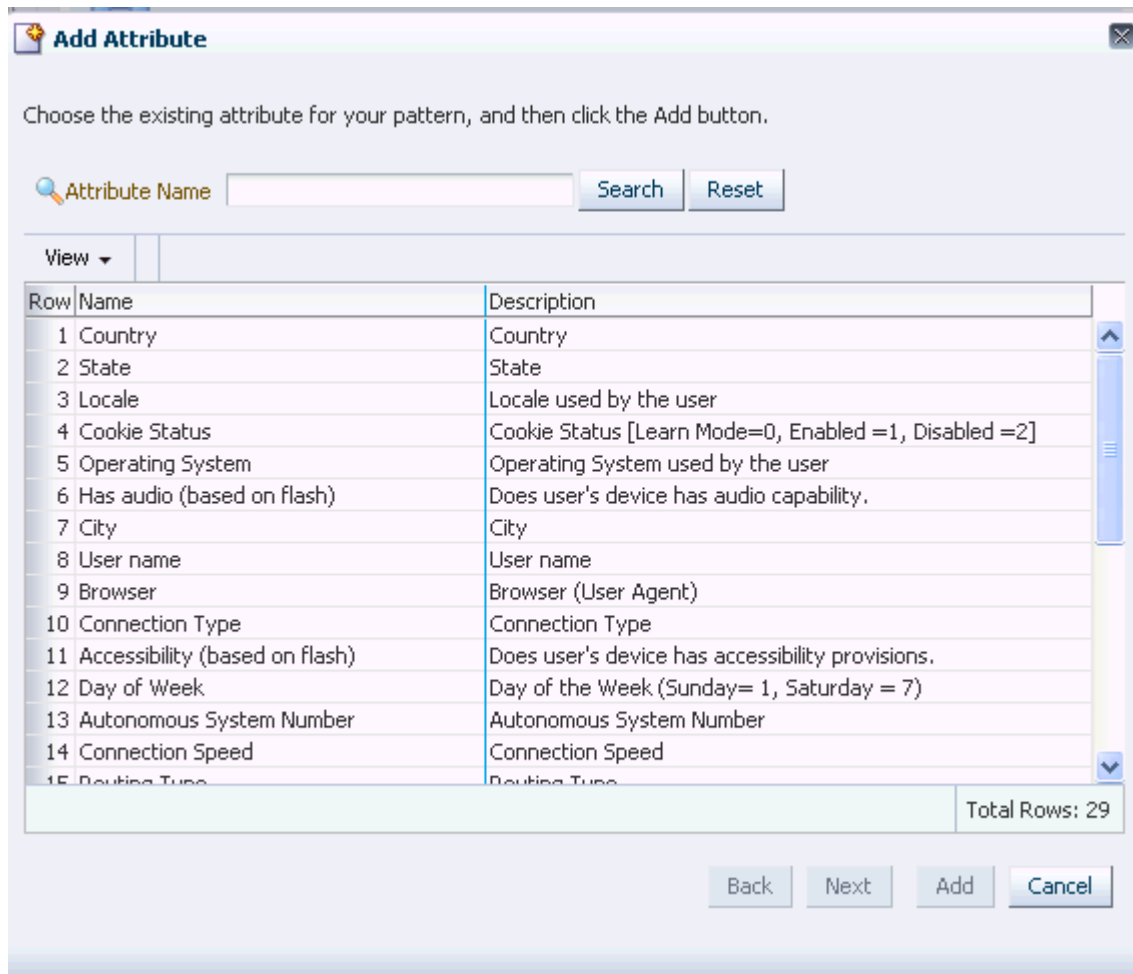 Add Attribute
Choose the existing attribute for your pattern, and then click the Add button.
Attribute Name Search Reset
View
Row Name Description
1 Country Country
2 State State
3 Locale Locale used by the user
4 Cookie Status Cookie Status [Learn Mode=0, Enabled =1, Disabled =2]
5 Operating System Operating System used by the user
6 Has audio (based on flash) Does user's device has audio capability.
7 City City
8 User name User name
9 Browser Browser (User Agent)
10 Connection Type Connection Type
11 Accessibility (based on flash) Does user's device has accessibility provisions.
12 Day of Week Day of the Week (Sunday= 1, Saturday = 7)
13 Autonomous System Number Autonomous System Number
14 Connection Speed Connection Speed
15 Routing Type Routing Type
Total Rows: 29
Back Next Add Cancel